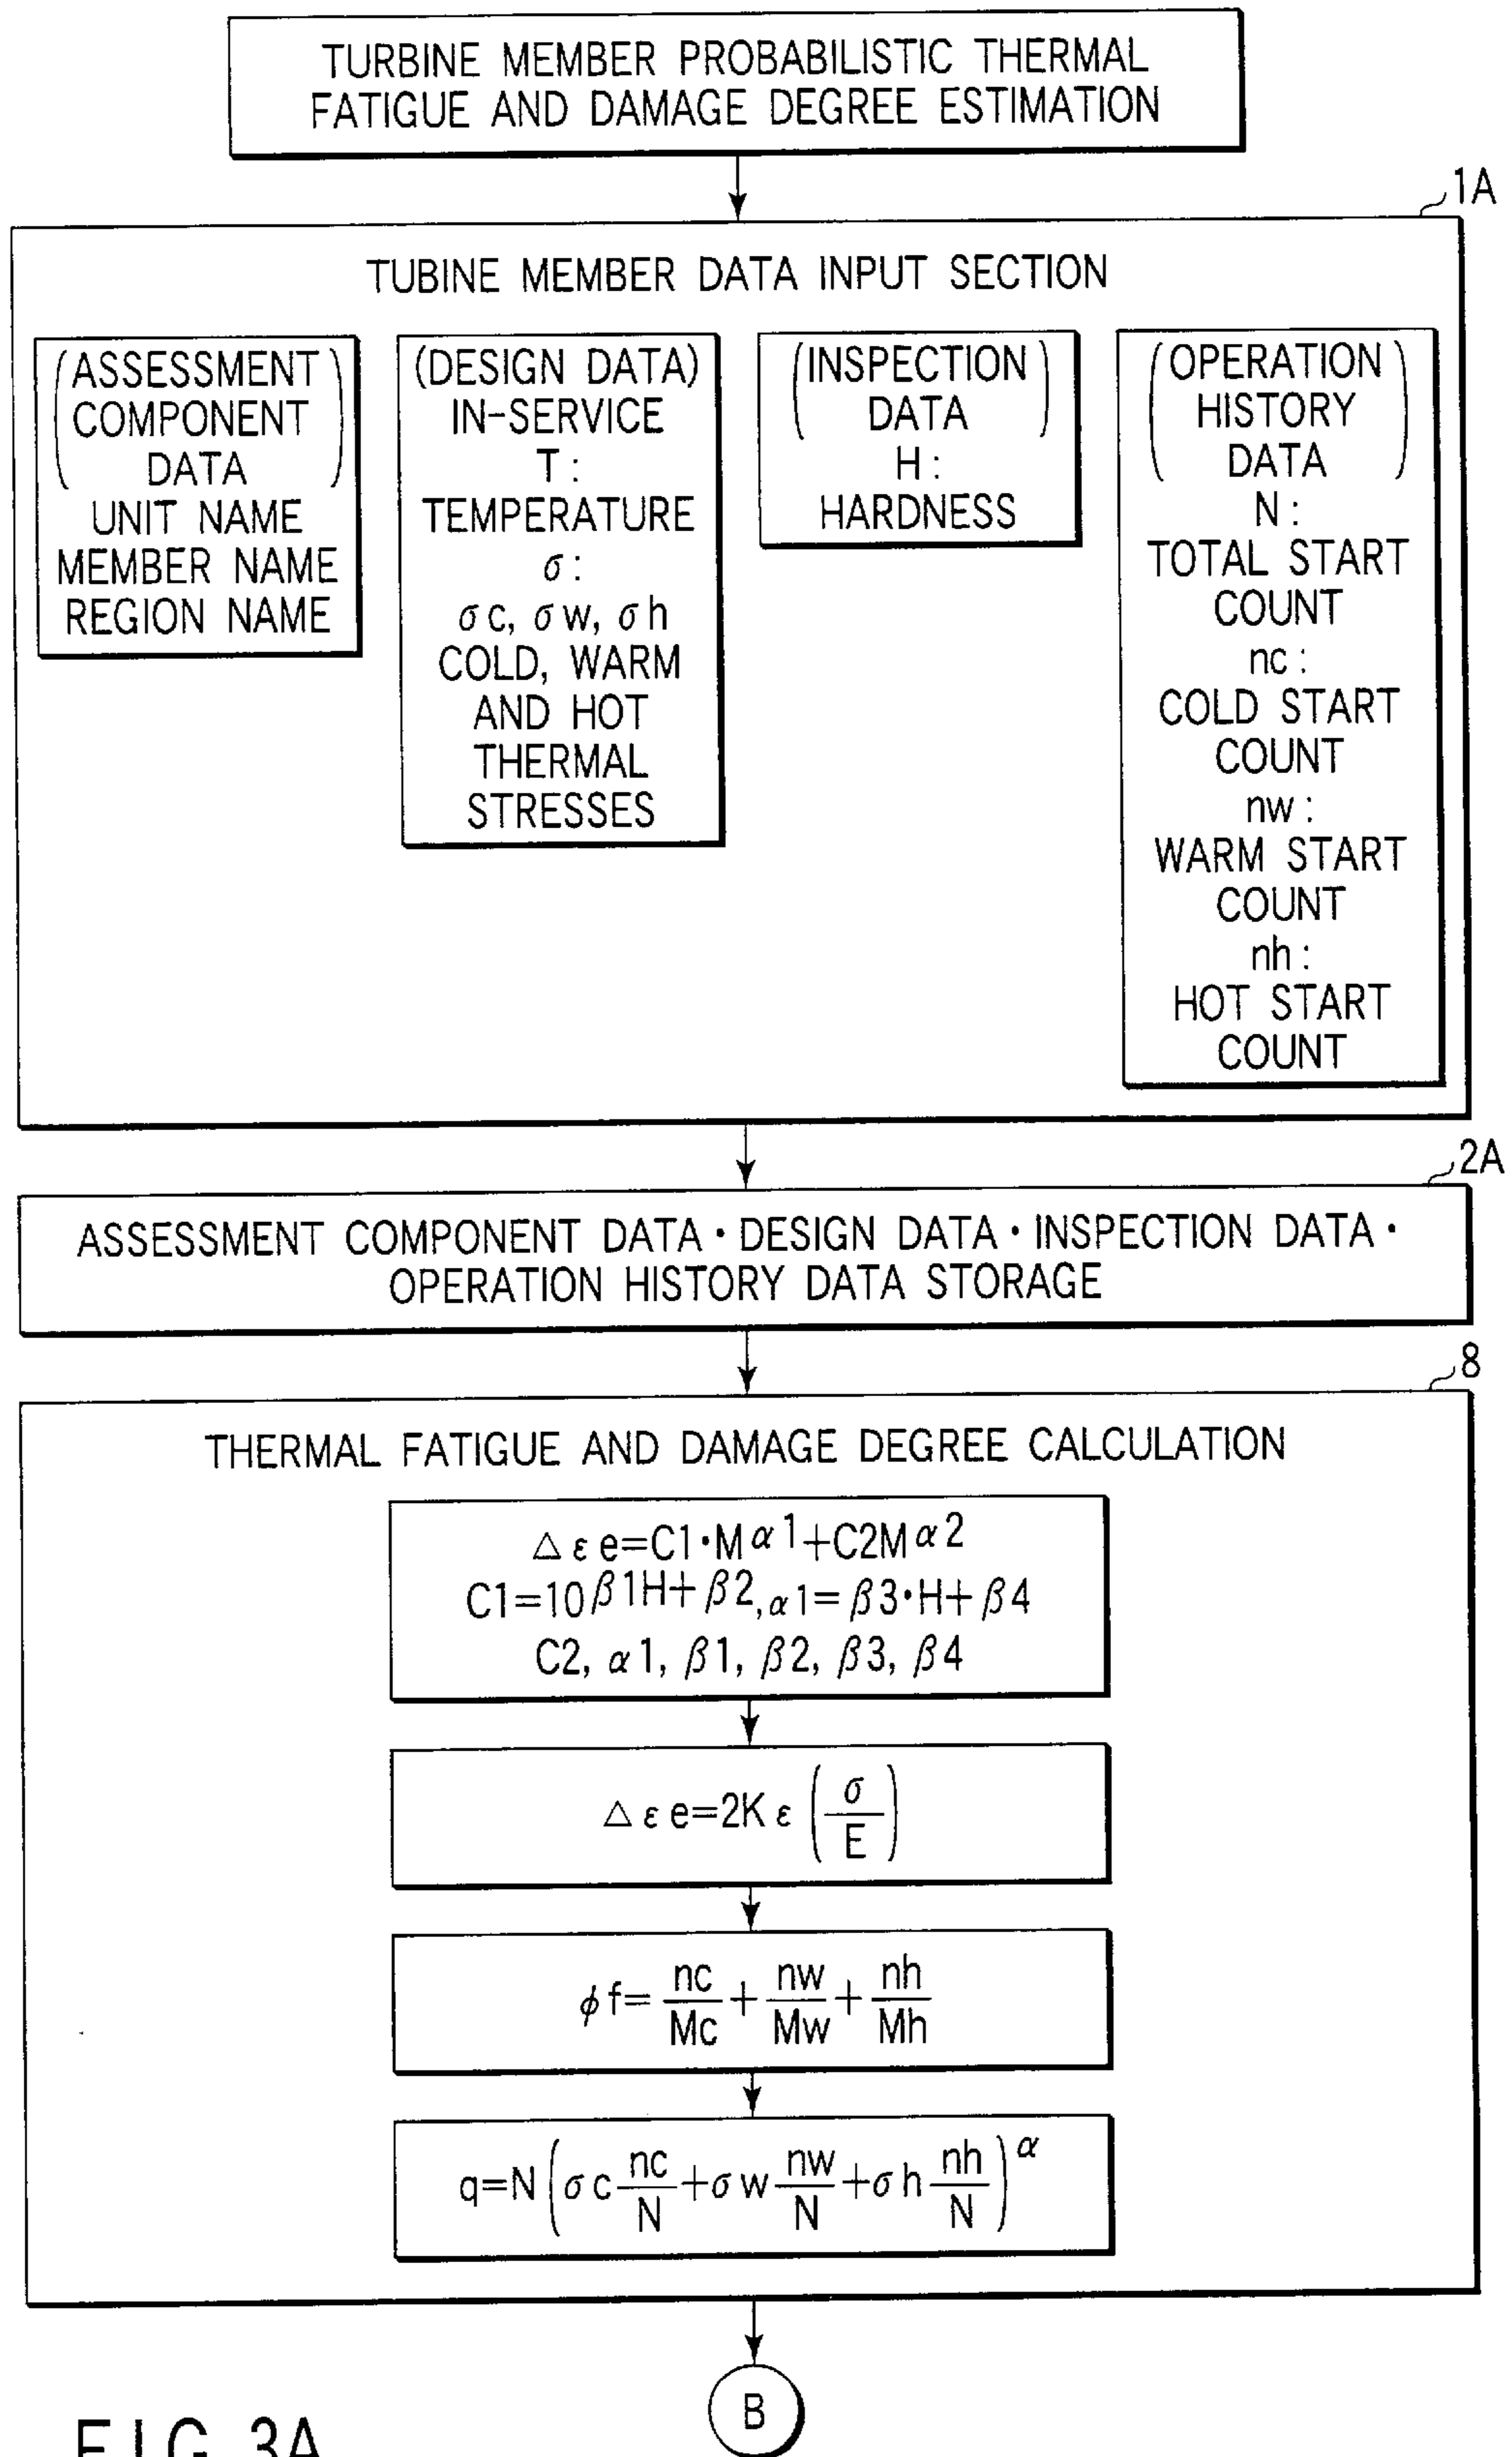 TURBINE MEMBER PROBABILISTIC THERMAL
FATIGUE AND DAMAGE DEGREE ESTIMATION
1A
TUBINE MEMBER DATA INPUT SECTION
(ASSESSMENT
COMPONENT
DATA)
UNIT NAME
MEMBER NAME
REGION NAME
(DESIGN DATA)
IN-SERVICE
T:
TEMPERATURE
σ:
σc, σw, σh
COLD, WARM
AND HOT
THERMAL
STRESSES
(INSPECTION
DATA)
H:
HARDNESS
(OPERATION
HISTORY
DATA)
N:
TOTAL START
COUNT
nc:
COLD START
COUNT
nw:
WARM START
COUNT
nh:
HOT START
COUNT
2A
ASSESSMENT COMPONENT DATA・DESIGN DATA・INSPECTION DATA・
OPERATION HISTORY DATA STORAGE
8
THERMAL FATIGUE AND DAMAGE DEGREE CALCULATION
△εe=C1・M^α1+C2M^α2
C1=10^β1H+β2, α1=β3・H+β4
C2, α1, β1, β2, β3, β4
△εe=2Kε(σ/E)
φf=nc/Mc+nw/Mw+nh/Mh
q=N(σc nc/N+σw nw/N+σh nh/N)^α
B
FIG. 3A